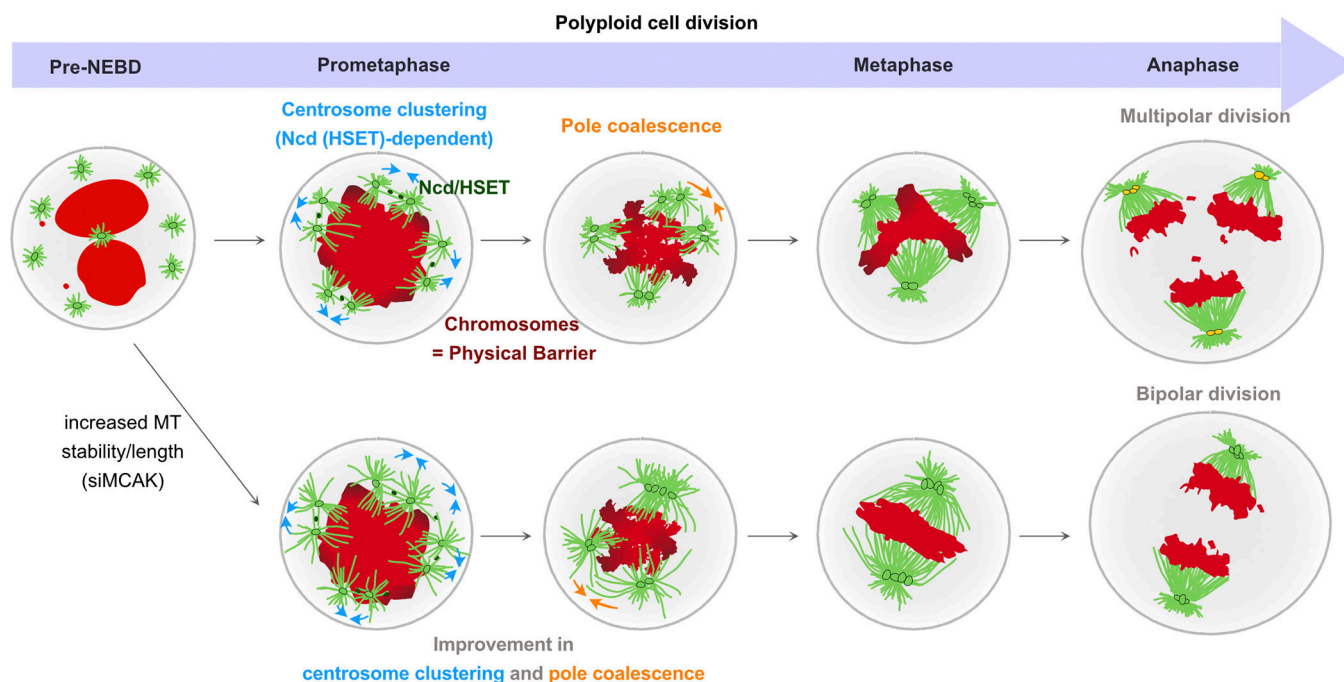 Polyploid cell division
Pre-NEBD
Prometaphase
Metaphase
Anaphase
Centrosome clustering
(Ncd (HSET)-dependent)
Pole coalescence
Multipolar division
Ncd/HSET
Chromosomes
= Physical Barrier
increased MT
stability/length
(siMCAK)
Bipolar division
Improvement in
centrosome clustering and pole coalescence